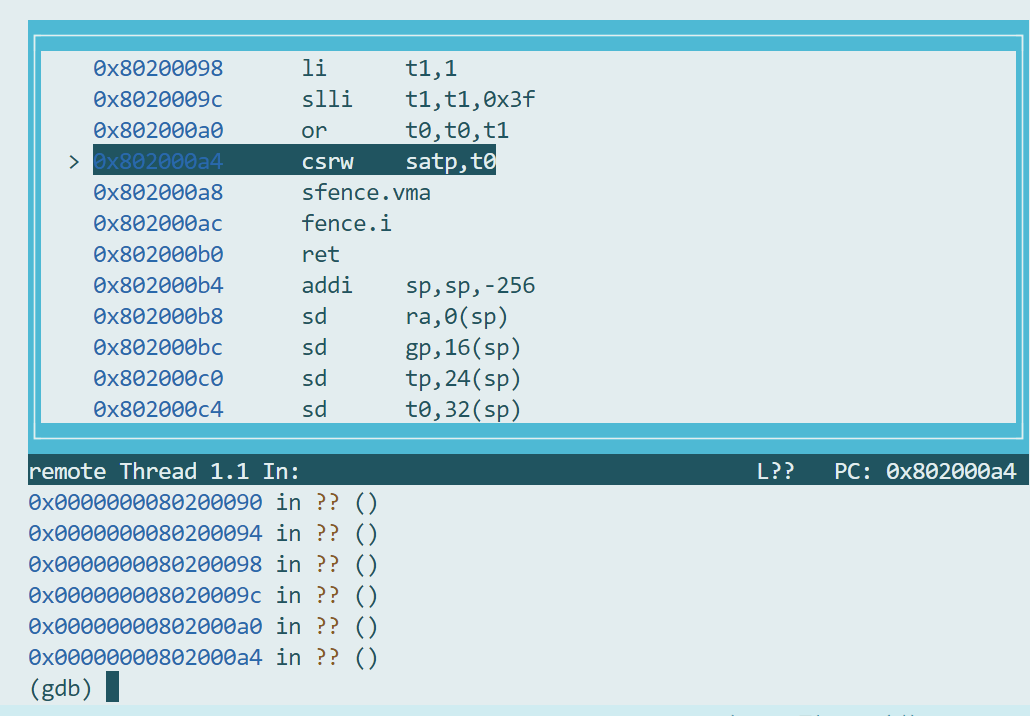 0x80200098 li t1,1
0x8020009c slli t1,t1,0x3f
0x802000a0 or t0,t0,t1
> 0x802000a4 csrw satp,t0
0x802000a8 sfence.vma
0x802000ac fence.i
0x802000b0 ret
0x802000b4 addi sp,sp,-256
0x802000b8 sd ra,0(sp)
0x802000bc sd gp,16(sp)
0x802000c0 sd tp,24(sp)
0x802000c4 sd t0,32(sp)
remote Thread 1.1 In: L?? PC: 0x802000a4
0x0000000080200090 in ?? ()
0x0000000080200094 in ?? ()
0x0000000080200098 in ?? ()
0x000000008020009c in ?? ()
0x00000000802000a0 in ?? ()
0x00000000802000a4 in ?? ()
(gdb)